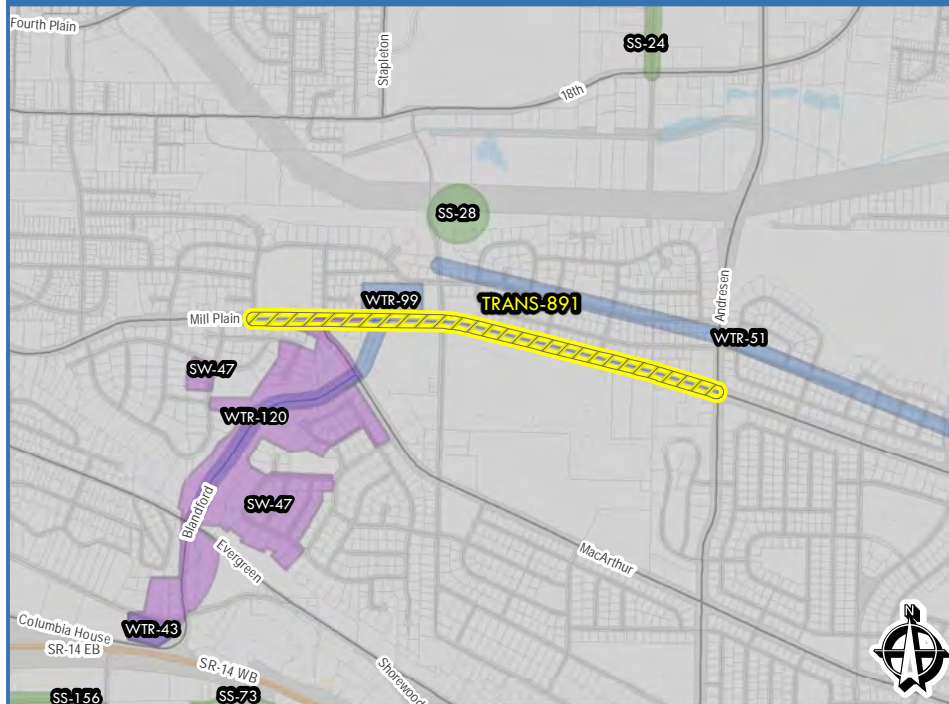 Fourth Plain
Stapleton
SS-24
18th
SS-28
Andresen
WTR-99
TRANS-891
Mill Plain
WTR-51
SW-47
WTR-120
SW-47
Blandford
Evergreen
MacArthur
WTR-43
Columbia House
SR-14 EB
SR-14 WB
Shorewood
SS-156
SS-73
N